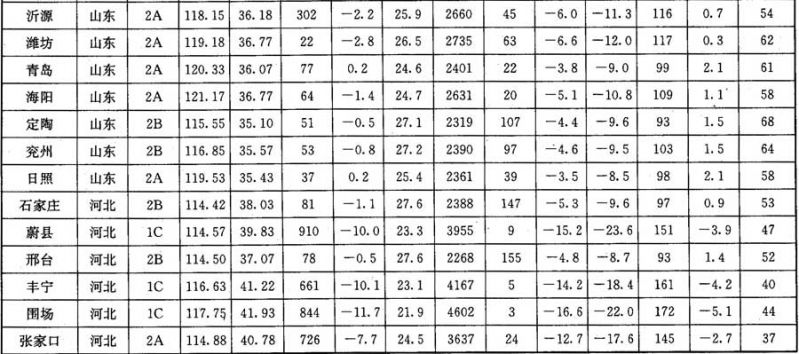 沂源 山东 2A 118.15 36.18 302 −2.2 25.9 2660 45 −6.0 −11.3 116 0.7 54
潍坊 山东 2A 119.18 36.77 22 −2.8 26.5 2735 63 −6.6 −12.0 117 0.3 62
青岛 山东 2A 120.33 36.07 77 0.2 24.6 2401 22 −3.8 −9.0 99 2.1 61
海阳 山东 2A 121.17 36.77 64 −1.4 24.7 2631 20 −5.1 −10.8 109 1.1 58
定陶 山东 2B 115.55 35.10 51 −0.5 27.1 2319 107 −4.4 −9.6 93 1.5 68
兖州 山东 2B 116.85 35.57 53 −0.8 27.2 2390 97 −4.6 −9.5 103 1.5 64
日照 山东 2A 119.53 35.43 37 0.2 25.4 2361 39 −3.5 −8.5 98 2.1 58
石家庄 河北 2B 114.42 38.03 81 −1.1 27.6 2388 147 −5.3 −9.6 97 0.9 53
蔚县 河北 1C 114.57 39.83 910 −10.0 23.3 3955 9 −15.2 −23.6 151 −3.9 47
邢台 河北 2B 114.50 37.07 78 −0.5 27.6 2268 155 −4.8 −8.7 93 1.4 52
丰宁 河北 1C 116.63 41.22 661 −10.1 23.1 4167 5 −14.2 −18.4 161 −4.2 40
围场 河北 1C 117.75 41.93 844 −11.7 21.9 4602 3 −16.6 −22.0 172 −5.1 44
张家口 河北 2A 114.88 40.78 726 −7.7 24.5 3637 24 −12.7 −17.6 145 −2.7 37